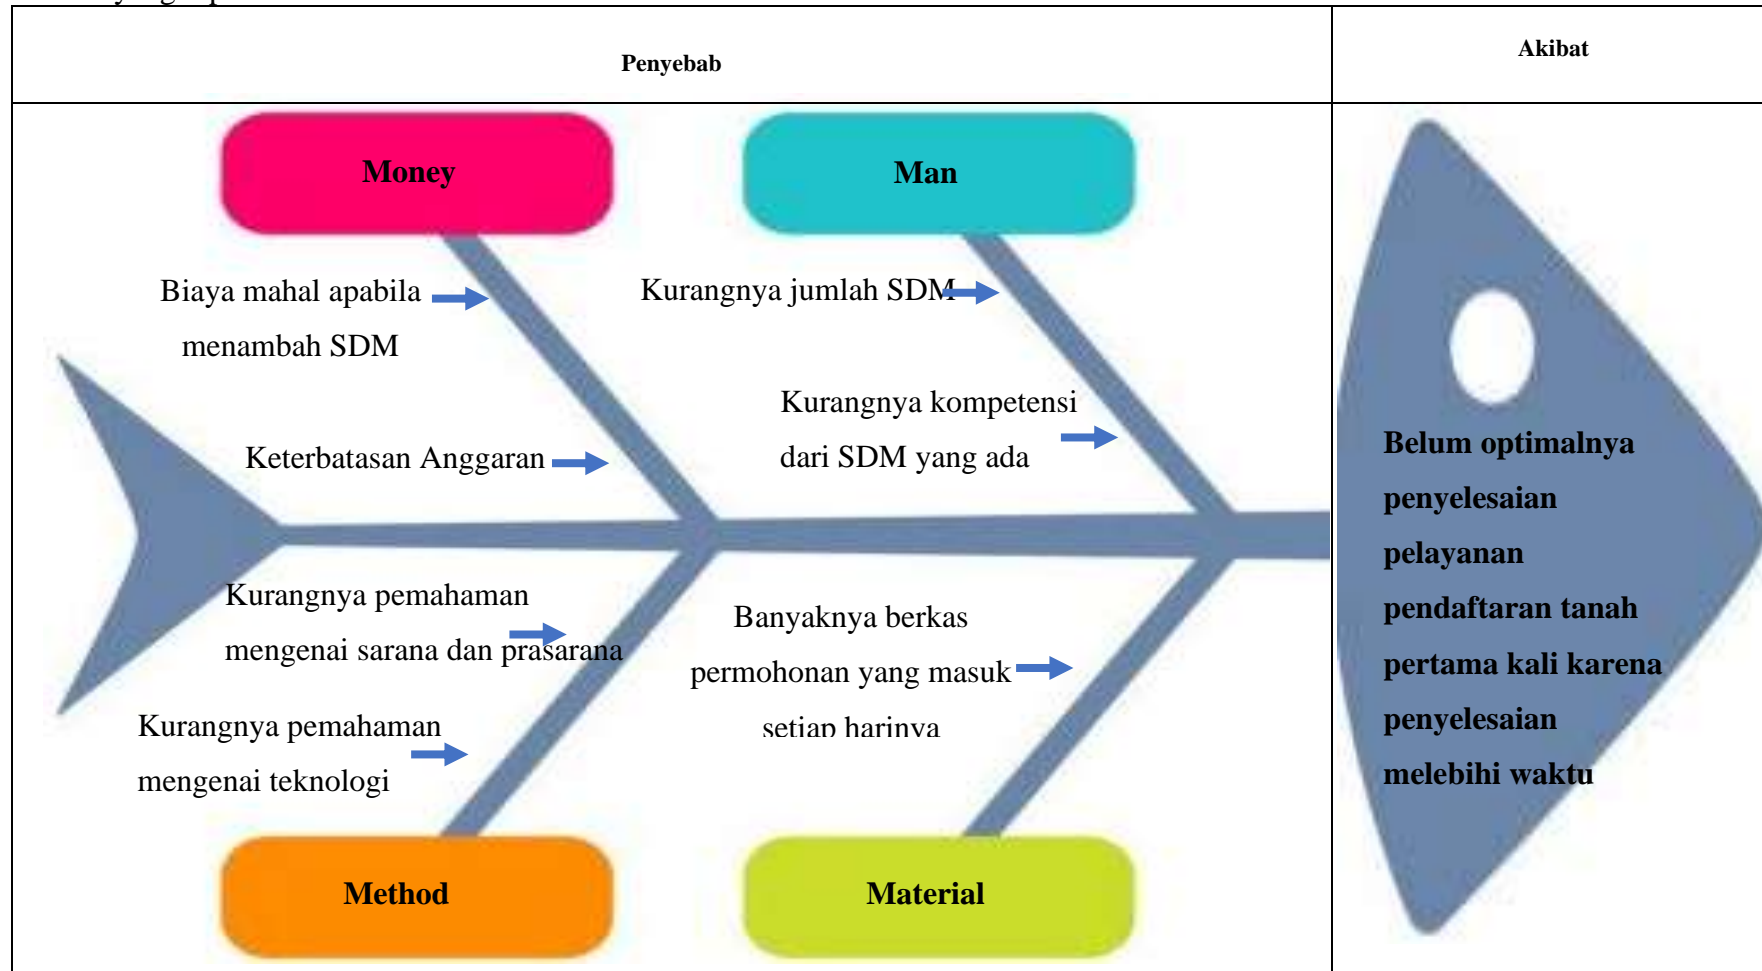 Penyebab
Akibat
Money
Man
Biaya mahal apabila
menambah SDM
Kurangnya jumlah SDM
Keterbatasan Anggaran
Kurangnya kompetensi
dari SDM yang ada
Kurangnya pemahaman
mengenai sarana dan prasarana
Kurangnya pemahaman
mengenai teknologi
Banyaknya berkas
permohonan yang masuk
setiap harinya
Method
Material
Belum optimalnya
penyelesaian
pelayanan
pendaftaran tanah
pertama kali karena
penyelesaian
melebihi waktu